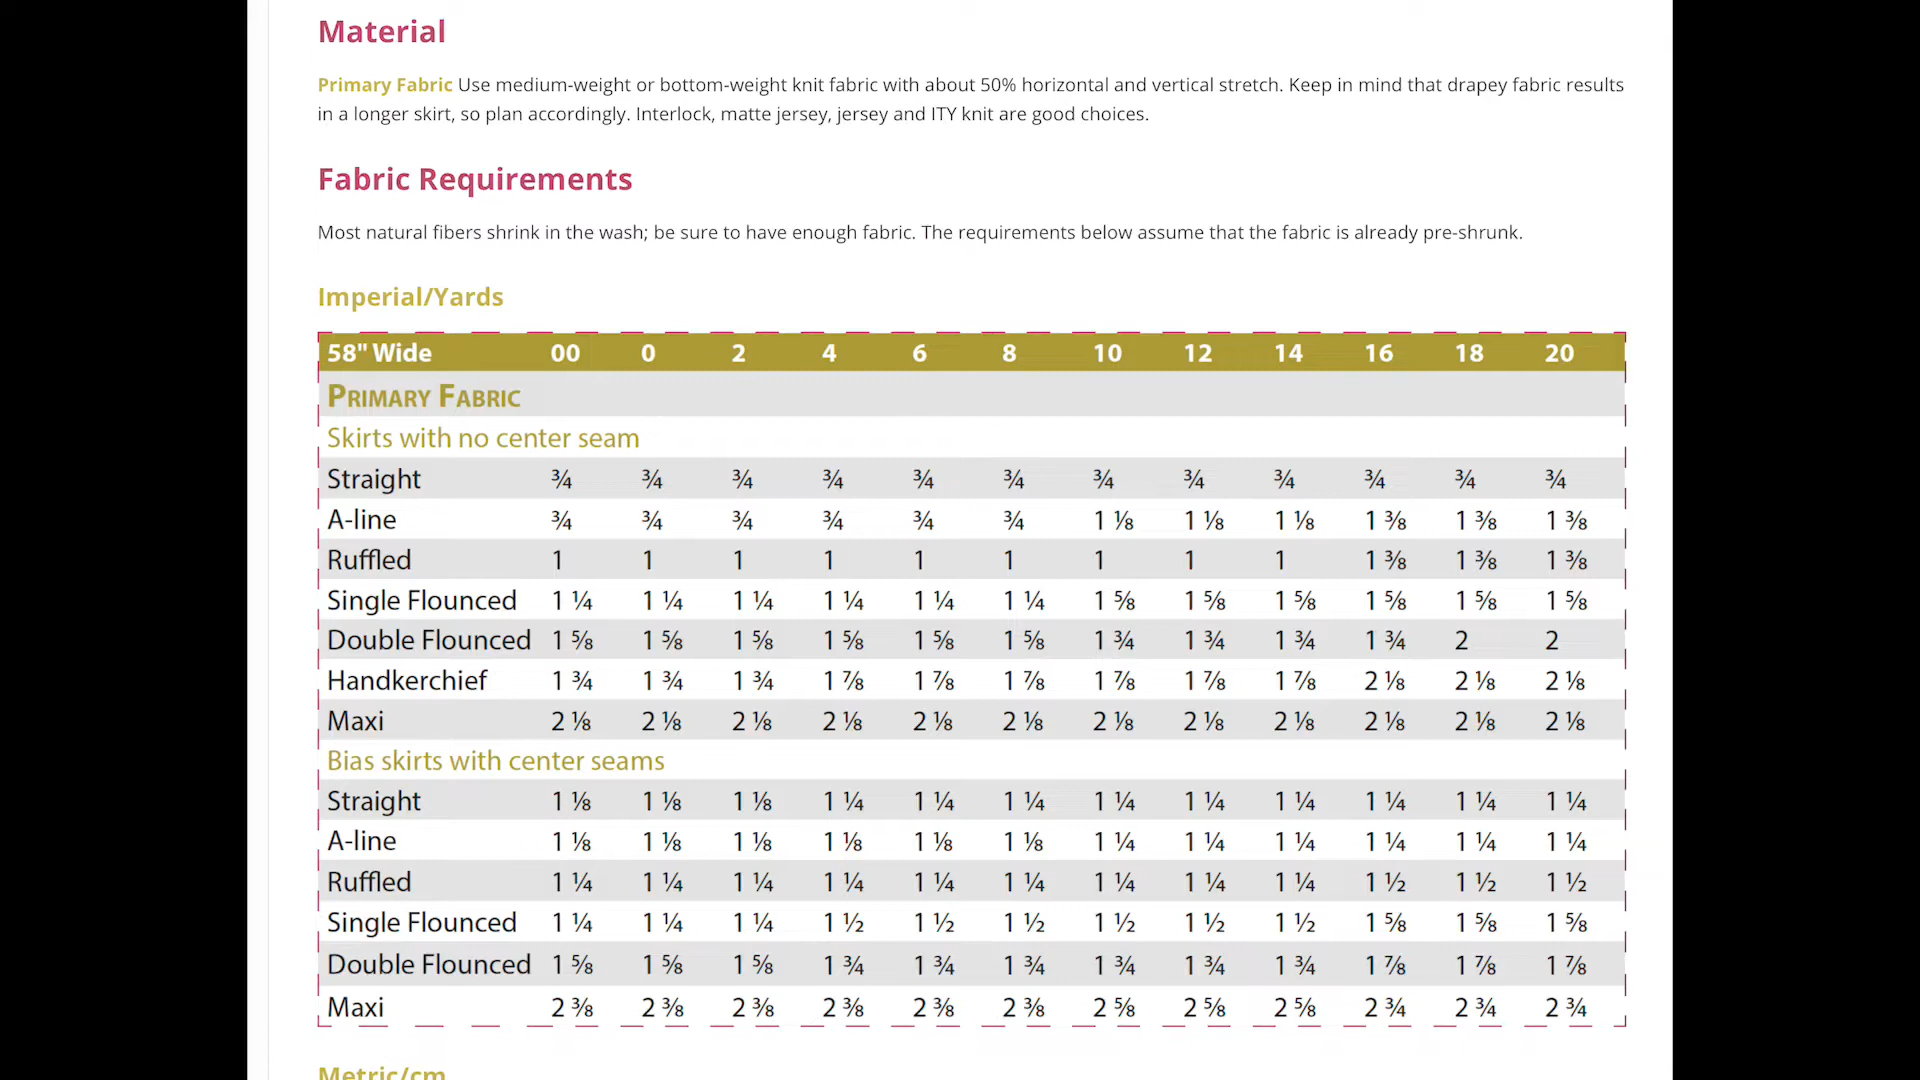 Material
Primary Fabric Use medium-weight or bottom-weight knit fabric with about 50% horizontal and vertical stretch. Keep in mind that drapey fabric results
in a longer skirt, so plan accordingly. Interlock, matte jersey, jersey and ITY knit are good choices.
Fabric Requirements
Most natural fibers shrink in the wash; be sure to have enough fabric. The requirements below assume that the fabric is already pre-shrunk.
Imperial/Yards
58" Wide 00 0 2 4 6 8 10 12 14 16 18 20
Primary Fabric
Skirts with no center seam
Straight ¾ ¾ ¾ ¾ ¾ ¾ ¾ ¾ ¾ ¾ ¾ ¾
A-line ¾ ¾ ¾ ¾ ¾ ¾ 1 ⅛ 1 ⅛ 1 ⅛ 1 ⅜ 1 ⅜ 1 ⅜
Ruffled 1 1 1 1 1 1 1 1 1 1 ⅜ 1 ⅜ 1 ⅜
Single Flounced 1 ¼ 1 ¼ 1 ¼ 1 ¼ 1 ¼ 1 ¼ 1 ⅝ 1 ⅝ 1 ⅝ 1 ⅝ 1 ⅝ 1 ⅝
Double Flounced 1 ⅝ 1 ⅝ 1 ⅝ 1 ⅝ 1 ⅝ 1 ⅝ 1 ¾ 1 ¾ 1 ¾ 1 ¾ 2 2
Handkerchief 1 ¾ 1 ¾ 1 ¾ 1 ⅞ 1 ⅞ 1 ⅞ 1 ⅞ 1 ⅞ 1 ⅞ 2 ⅛ 2 ⅛ 2 ⅛
Maxi 2 ⅛ 2 ⅛ 2 ⅛ 2 ⅛ 2 ⅛ 2 ⅛ 2 ⅛ 2 ⅛ 2 ⅛ 2 ⅛ 2 ⅛ 2 ⅛
Bias skirts with center seams
Straight 1 ⅛ 1 ⅛ 1 ⅛ 1 ¼ 1 ¼ 1 ¼ 1 ¼ 1 ¼ 1 ¼ 1 ¼ 1 ¼ 1 ¼
A-line 1 ⅛ 1 ⅛ 1 ⅛ 1 ⅛ 1 ⅛ 1 ⅛ 1 ¼ 1 ¼ 1 ¼ 1 ¼ 1 ¼ 1 ¼
Ruffled 1 ¼ 1 ¼ 1 ¼ 1 ¼ 1 ¼ 1 ¼ 1 ¼ 1 ¼ 1 ¼ 1 ½ 1 ½ 1 ½
Single Flounced 1 ¼ 1 ¼ 1 ¼ 1 ½ 1 ½ 1 ½ 1 ½ 1 ½ 1 ½ 1 ⅝ 1 ⅝ 1 ⅝
Double Flounced 1 ⅝ 1 ⅝ 1 ⅝ 1 ¾ 1 ¾ 1 ¾ 1 ¾ 1 ¾ 1 ¾ 1 ⅞ 1 ⅞ 1 ⅞
Maxi 2 ⅜ 2 ⅜ 2 ⅜ 2 ⅜ 2 ⅜ 2 ⅜ 2 ⅝ 2 ⅝ 2 ⅝ 2 ¾ 2 ¾ 2 ¾
Metric/cm